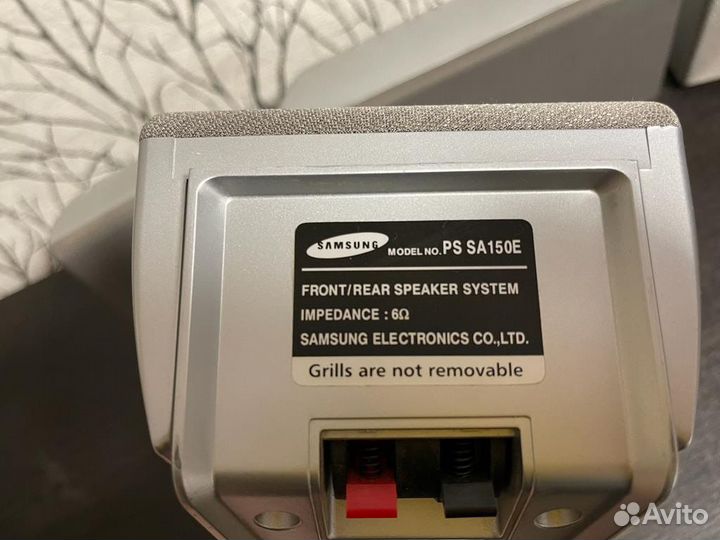 SAMSUNG MODEL NO. PS SA150E
FRONT/REAR SPEAKER SYSTEM
IMPEDANCE : 6Ω
SAMSUNG ELECTRONICS CO.,LTD.
Grills are not removable
Avito